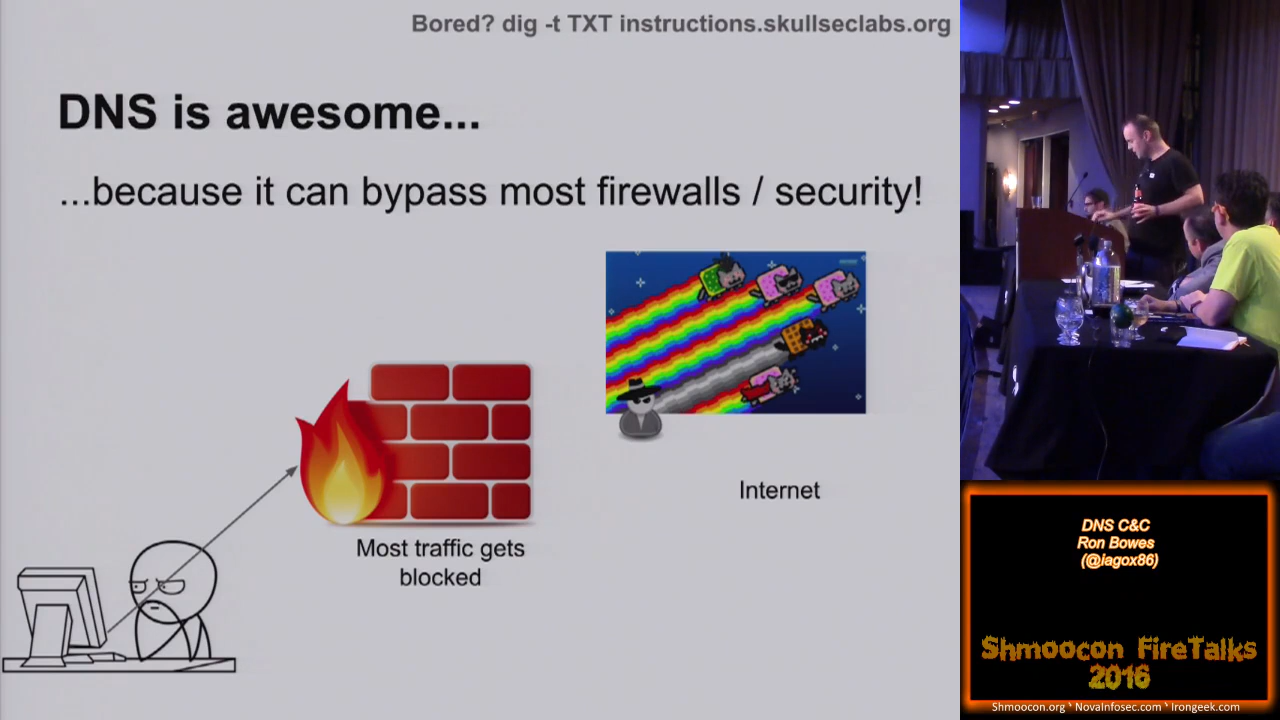 Bored? dig -t TXT instructions.skullseclabs.org
DNS is awesome...
...because it can bypass most firewalls / security!
Internet
Most traffic gets
blocked
DNS C&C
Ron Bowes
(@iagox86)
Shmoocon FireTalks
2016
Shmoocon.org ` NovaInfosec.com ` Irongeek.com